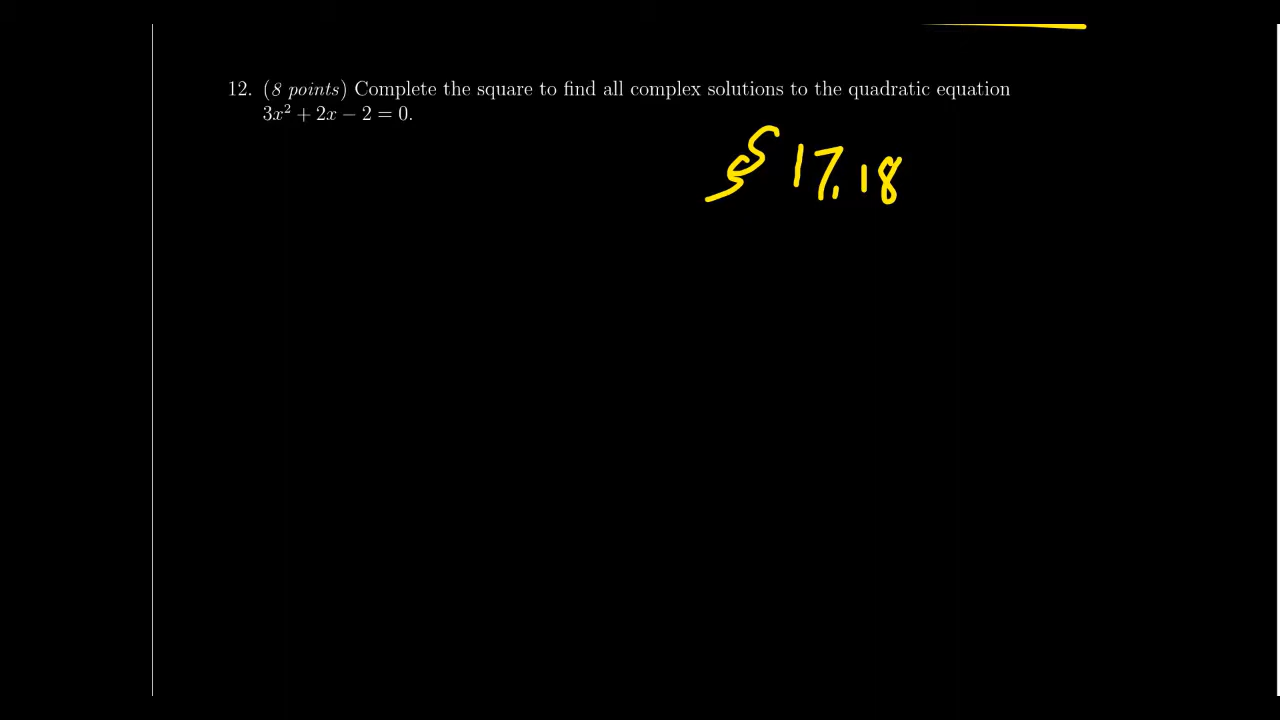 12. (8 points) Complete the square to find all complex solutions to the quadratic equation
3x² + 2x − 2 = 0.
§ 17, 18